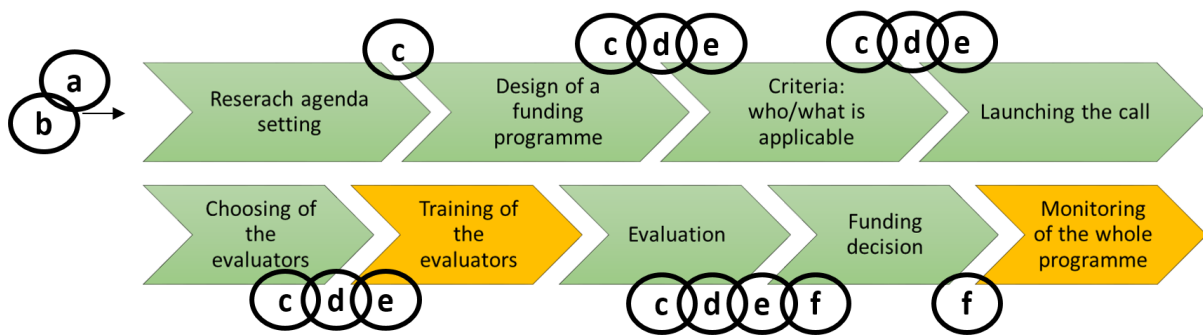 c
c d e
c d e
a
b
Reserach agenda
setting
Design of a
funding
programme
Criteria:
who/what is
applicable
Launching the call
Choosing of
the
evaluators
Training of
the
evaluators
Evaluation
Funding
decision
Monitoring
of the whole
programme
c d e
c d e f
f